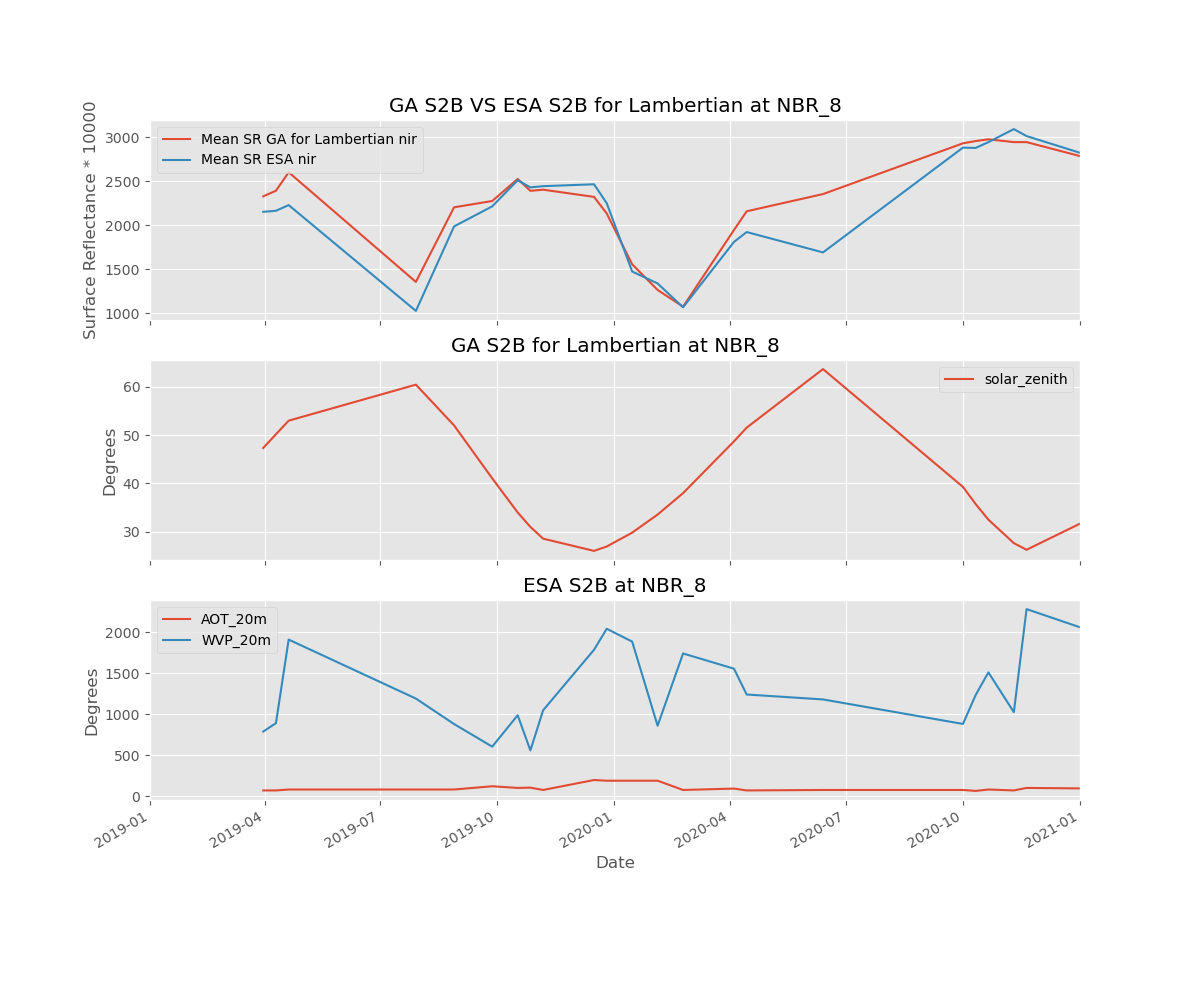 GA S2B VS ESA S2B for Lambertian at NBR_8
Surface Reflectance * 10000
3000
2500
2000
1500
1000
Mean SR GA for Lambertian nir
Mean SR ESA nir
GA S2B for Lambertian at NBR_8
Degrees
60
50
40
30
solar_zenith
ESA S2B at NBR_8
Degrees
2000
1500
1000
500
0
AOT_20m
WVP_20m
2019-01
2019-04
2019-07
2019-10
2020-01
2020-04
2020-07
2020-10
2021-01
Date